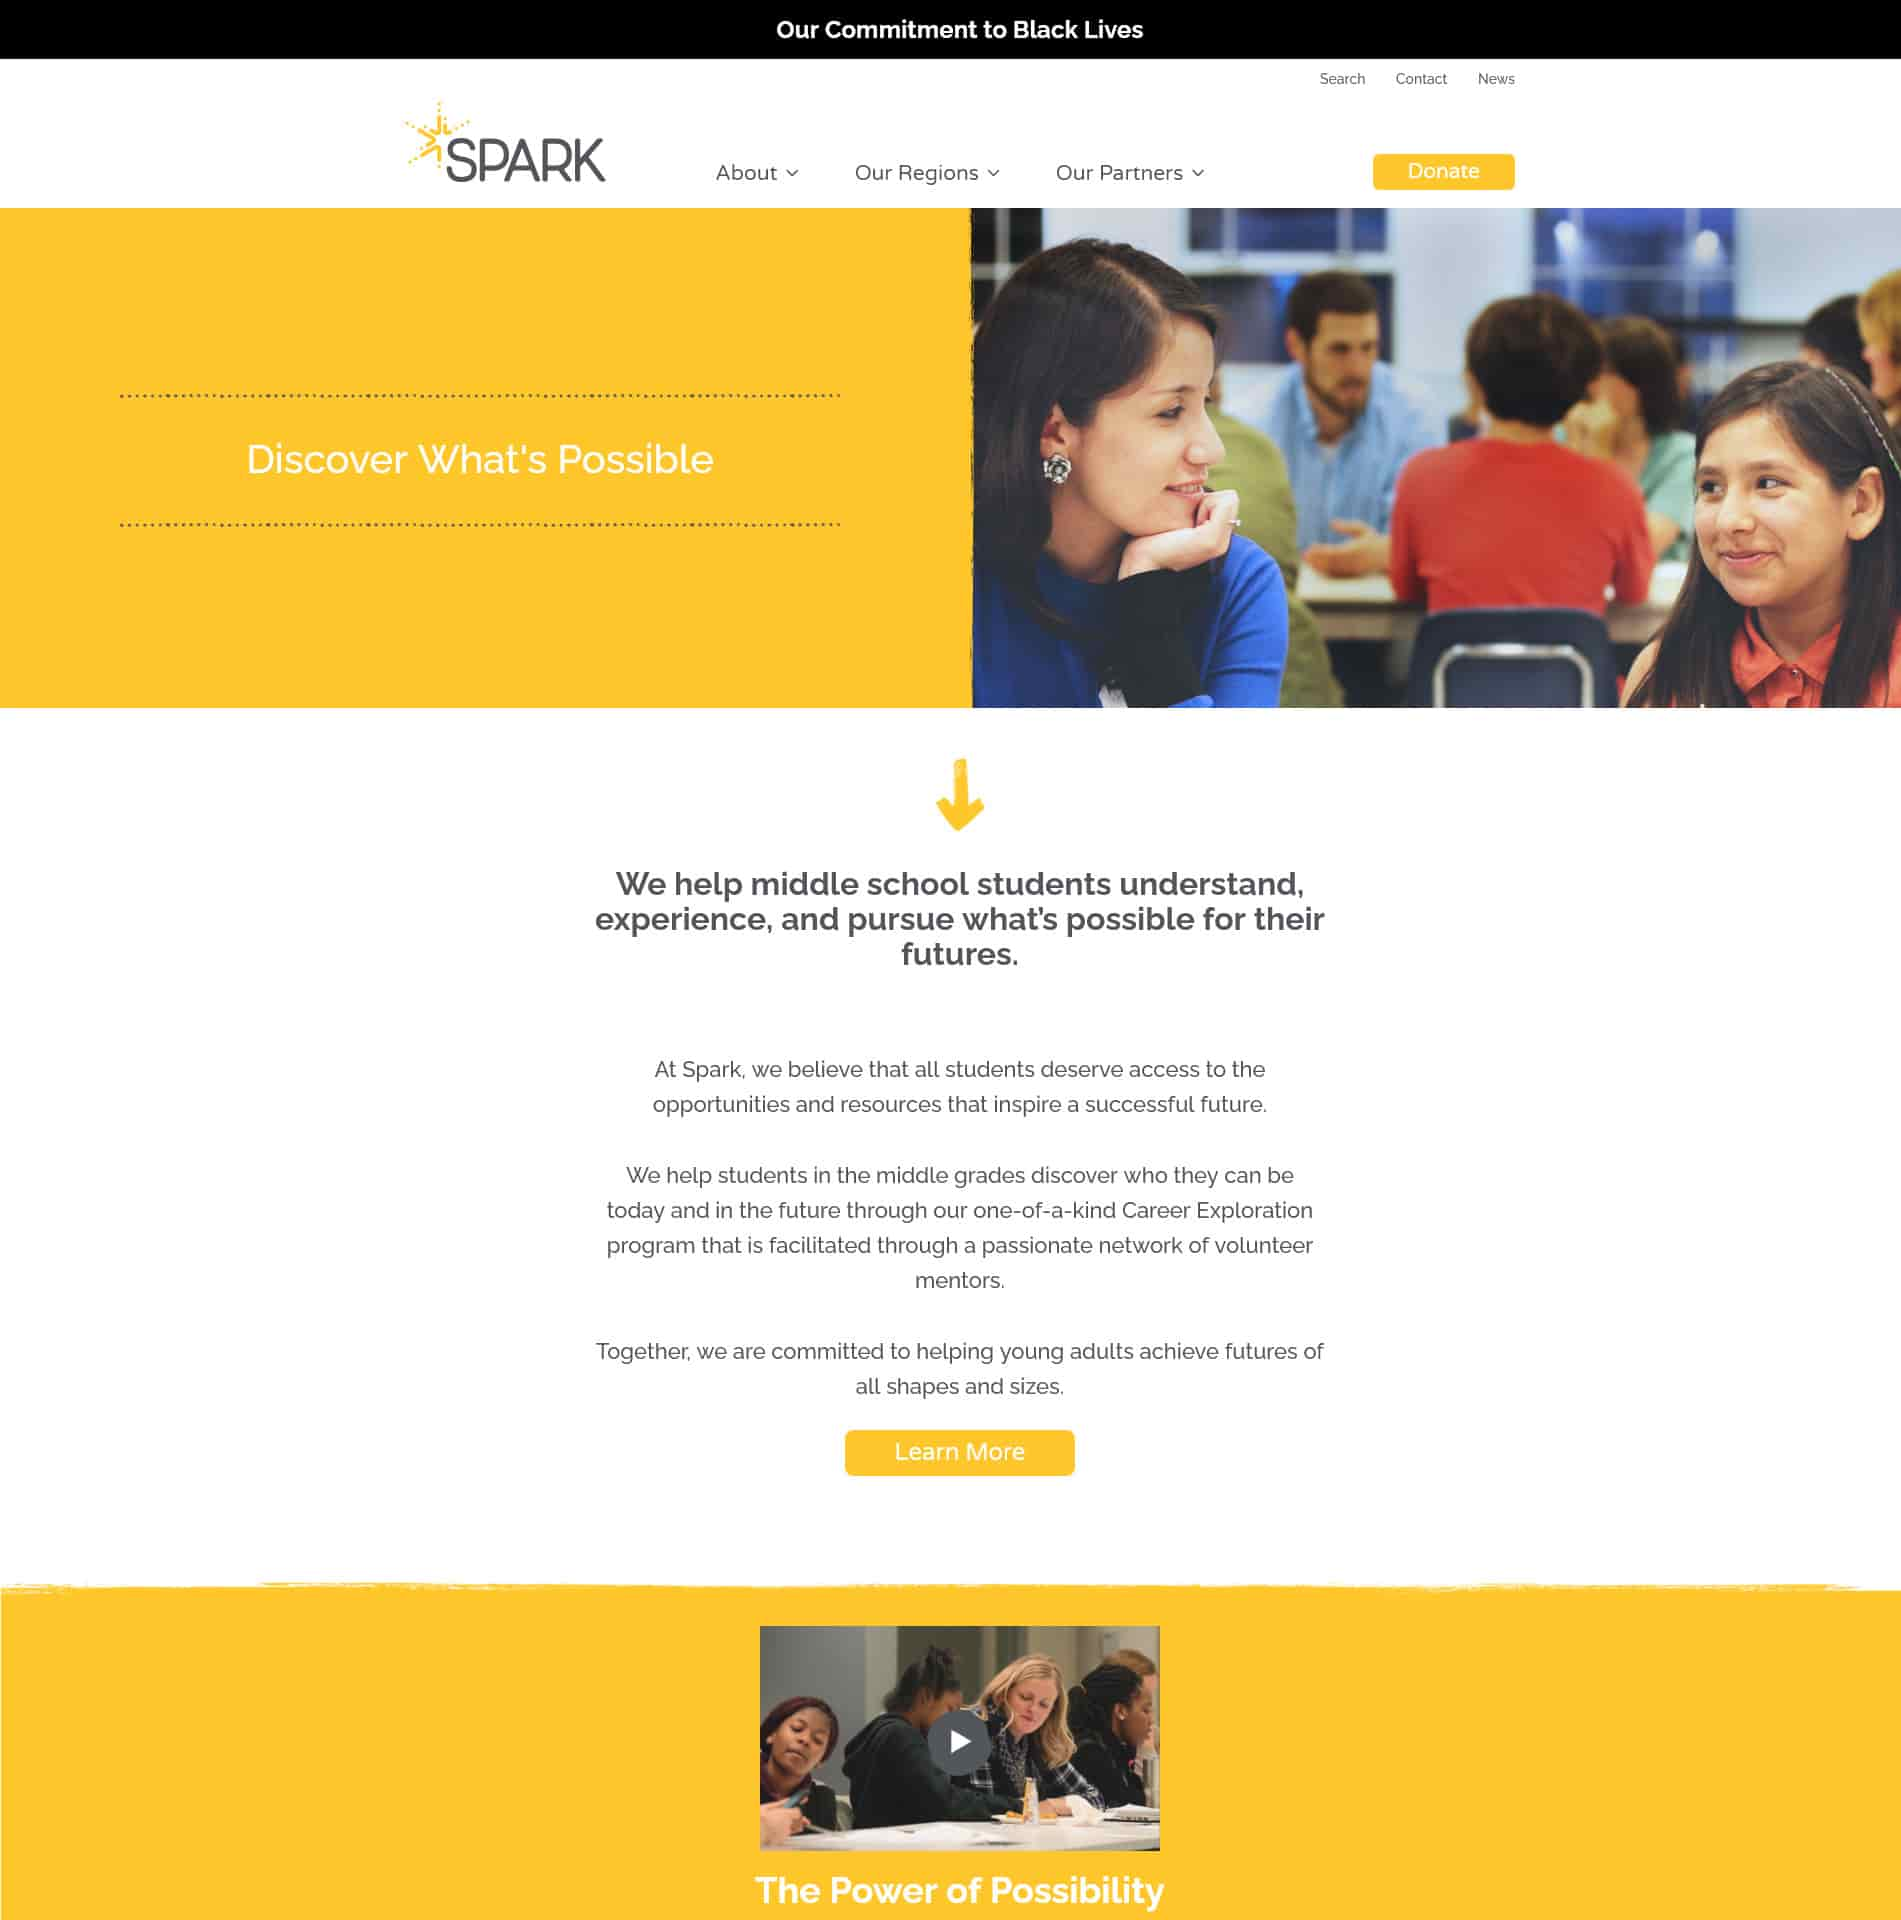 Our Commitment to Black Lives
Search Contact News
SPARK
About Our Regions Our Partners Donate
Discover What's Possible
We help middle school students understand,
experience, and pursue what’s possible for their
futures.
At Spark, we believe that all students deserve access to the
opportunities and resources that inspire a successful future.
We help students in the middle grades discover who they can be
today and in the future through our one-of-a-kind Career Exploration
program that is facilitated through a passionate network of volunteer
mentors.
Together, we are committed to helping young adults achieve futures of
all shapes and sizes.
Learn More
The Power of Possibility